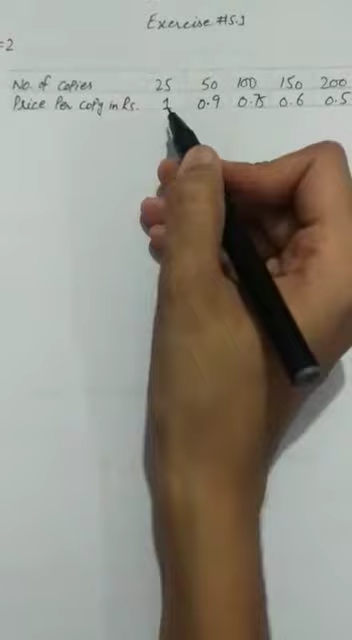 Exercise #5.1
=2
No. of Copies 25 50 100 150 200
Price Per Copy in Rs. 1 0.9 0.75 0.6 0.5